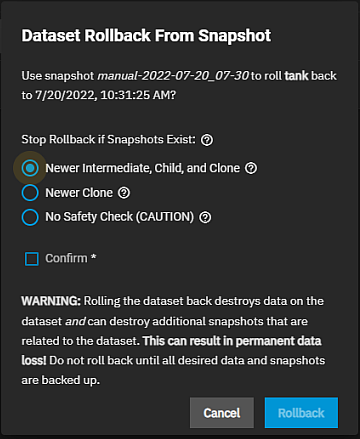 Dataset Rollback From Snapshot
Use snapshot manual-2022-07-20_07-30 to roll tank back
to 7/20/2022, 10:31:25 AM?
Stop Rollback if Snapshots Exist:
Newer Intermediate, Child, and Clone
Newer Clone
No Safety Check (CAUTION)
Confirm *
WARNING: Rolling the dataset back destroys data on the
dataset and can destroy additional snapshots that are
related to the dataset. This can result in permanent data
loss! Do not roll back until all desired data and snapshots
are backed up.
Cancel Rollback